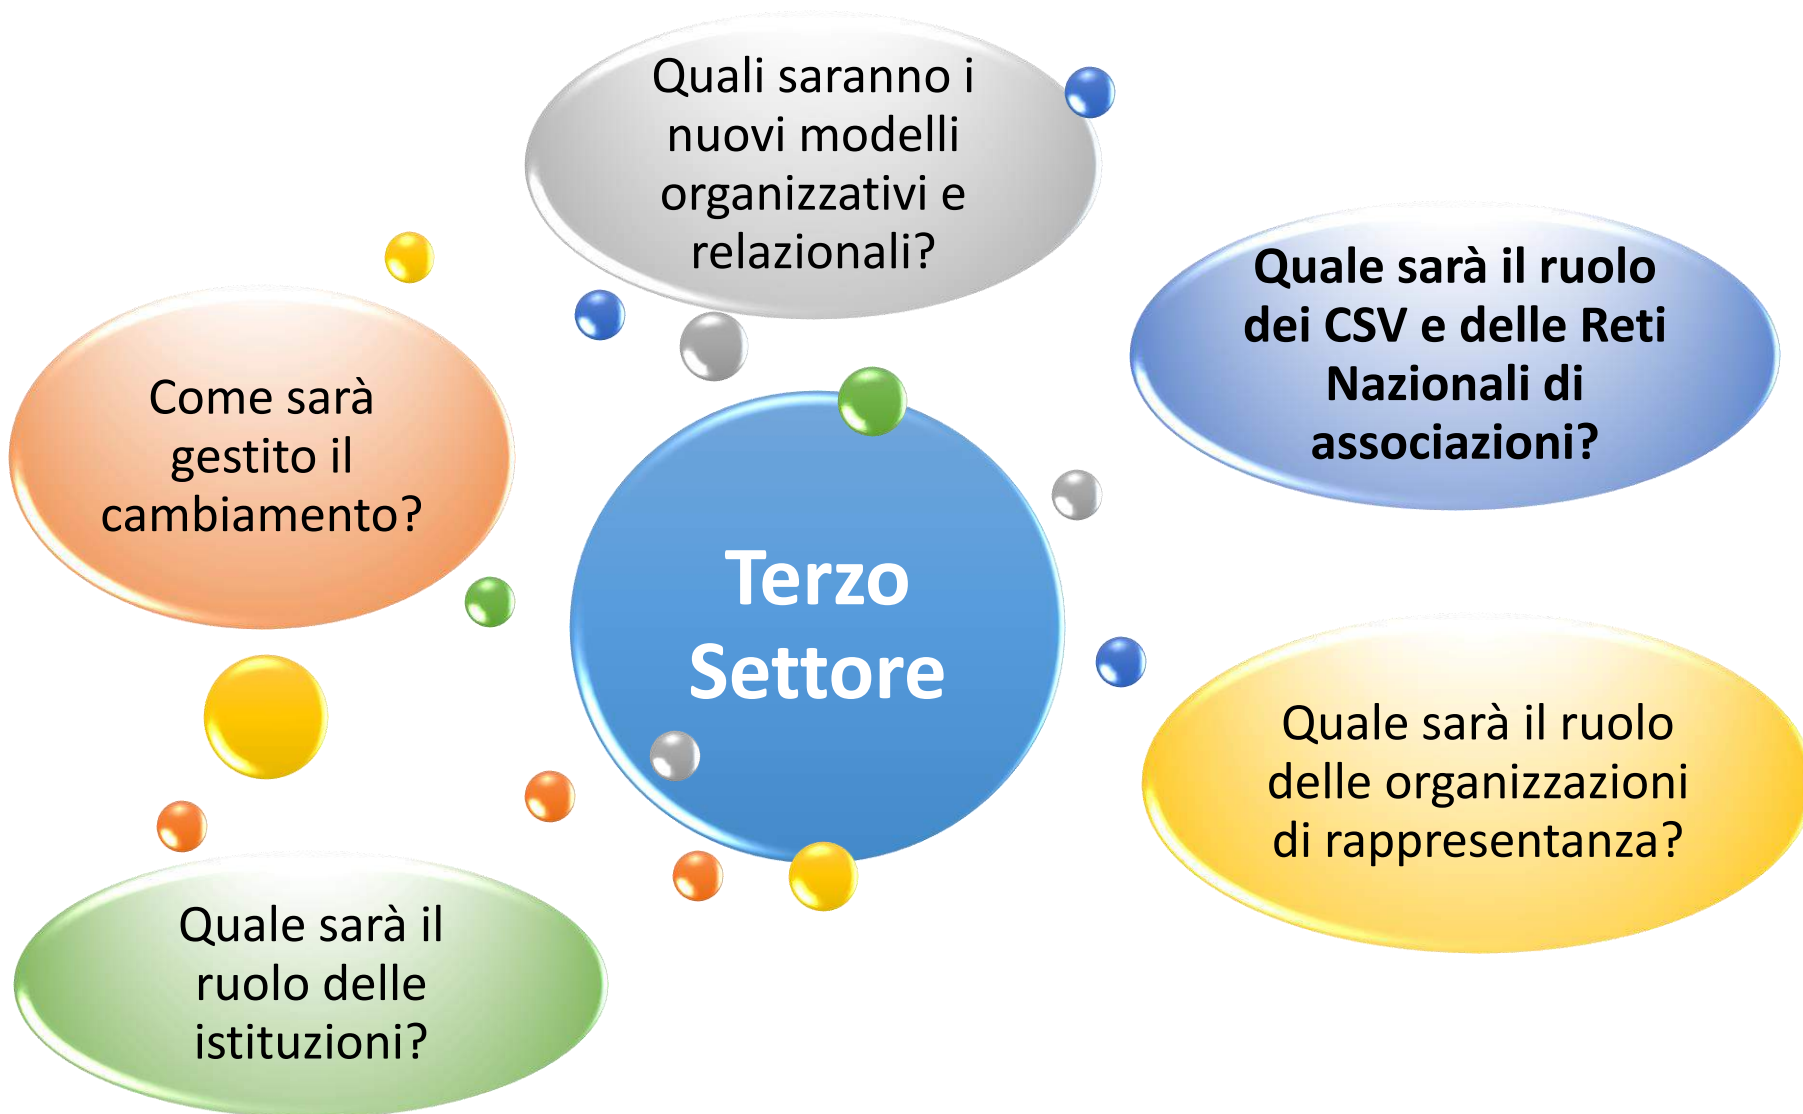 Quali saranno i
nuovi modelli
organizzativi e
relazionali?
Quale sarà il ruolo
dei CSV e delle Reti
Nazionali di
associazioni?
Come sarà
gestito il
cambiamento?
Terzo
Settore
Quale sarà il ruolo
delle organizzazioni
di rappresentanza?
Quale sarà il
ruolo delle
istituzioni?